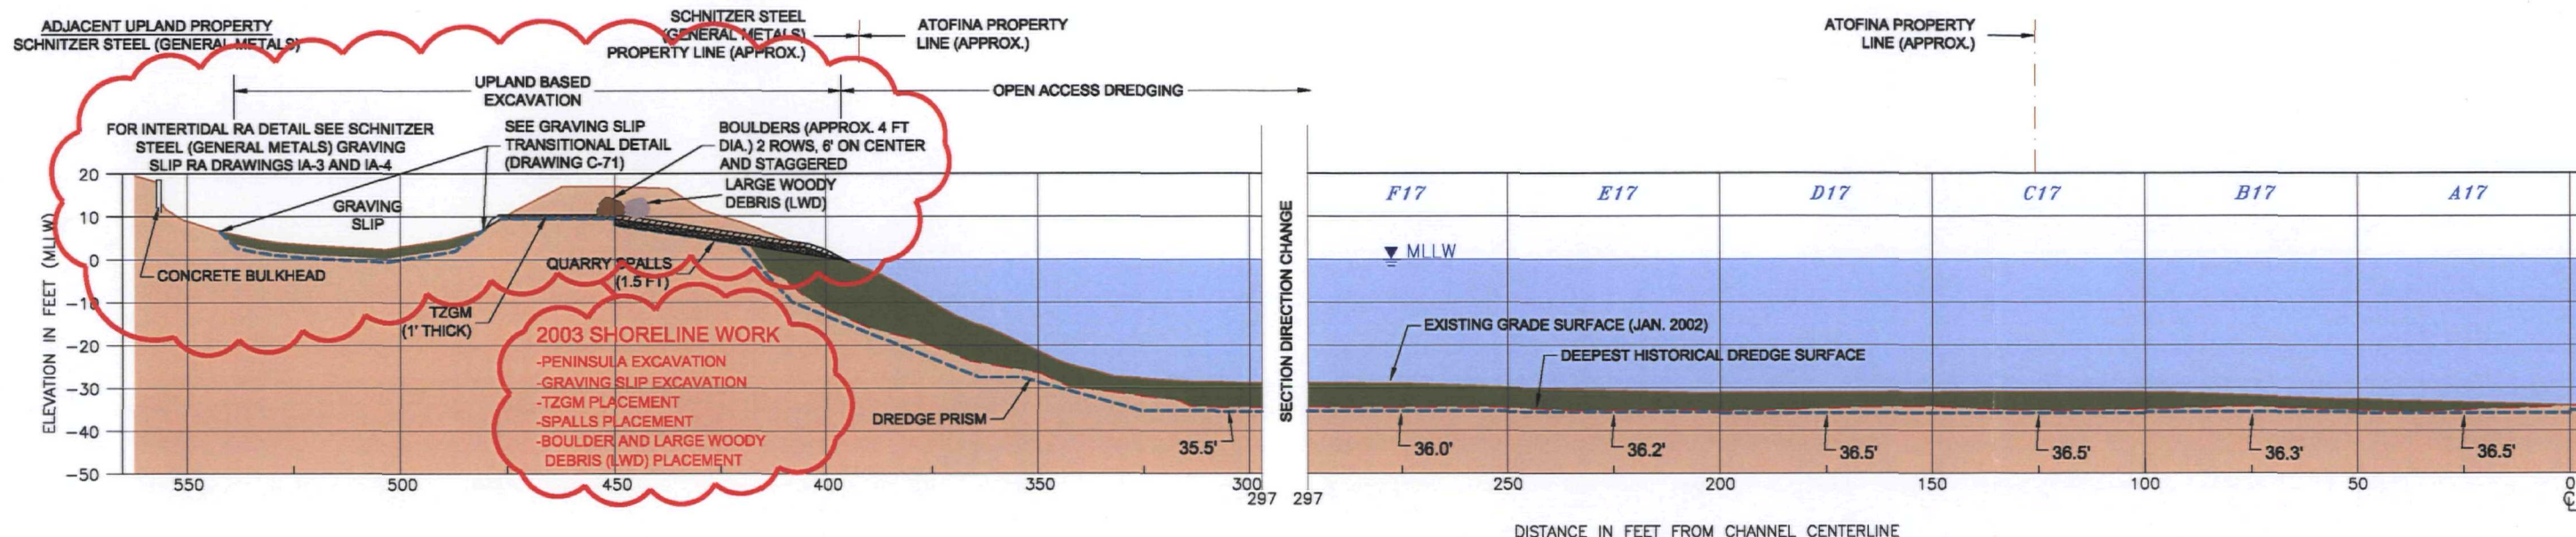 ADJACENT UPLAND PROPERTY
SCHNITZER STEEL (GENERAL METALS)
SCHNITZER STEEL
(GENERAL METALS)
PROPERTY LINE (APPROX.)
ATOFINA PROPERTY
LINE (APPROX.)
ATOFINA PROPERTY
LINE (APPROX.)
UPLAND BASED
EXCAVATION
OPEN ACCESS DREDGING
FOR INTERTIDAL RA DETAIL SEE SCHNITZER
STEEL (GENERAL METALS) GRAVING
SLIP RA DRAWINGS IA-3 AND IA-4
SEE GRAVING SLIP
TRANSITIONAL DETAIL
(DRAWING C-71)
BOULDERS (APPROX. 4 FT
DIA.) 2 ROWS, 6' ON CENTER
AND STAGGERED
LARGE WOODY
DEBRIS (LWD)
GRAVING
SLIP
CONCRETE BULKHEAD
QUARRY SPALLS
(1.5 FT)
TZGM
(1' THICK)
2003 SHORELINE WORK
-PENINSULA EXCAVATION
-GRAVING SLIP EXCAVATION
-TZGM PLACEMENT
-SPALLS PLACEMENT
-BOULDER AND LARGE WOODY
DEBRIS (LWD) PLACEMENT
DREDGE PRISM
35.5'
SECTION DIRECTION CHANGE
F17 E17 D17 C17 B17 A17
MLLW
EXISTING GRADE SURFACE (JAN. 2002)
DEEPEST HISTORICAL DREDGE SURFACE
36.0' 36.2' 36.5' 36.5' 36.3' 36.5'
ELEVATION IN FEET (MLLW)
20
10
0
-10
-20
-30
-40
-50
550 500 450 400 350 300 250 200 150 100 50 0
297 297
℄
DISTANCE IN FEET FROM CHANNEL CENTERLINE